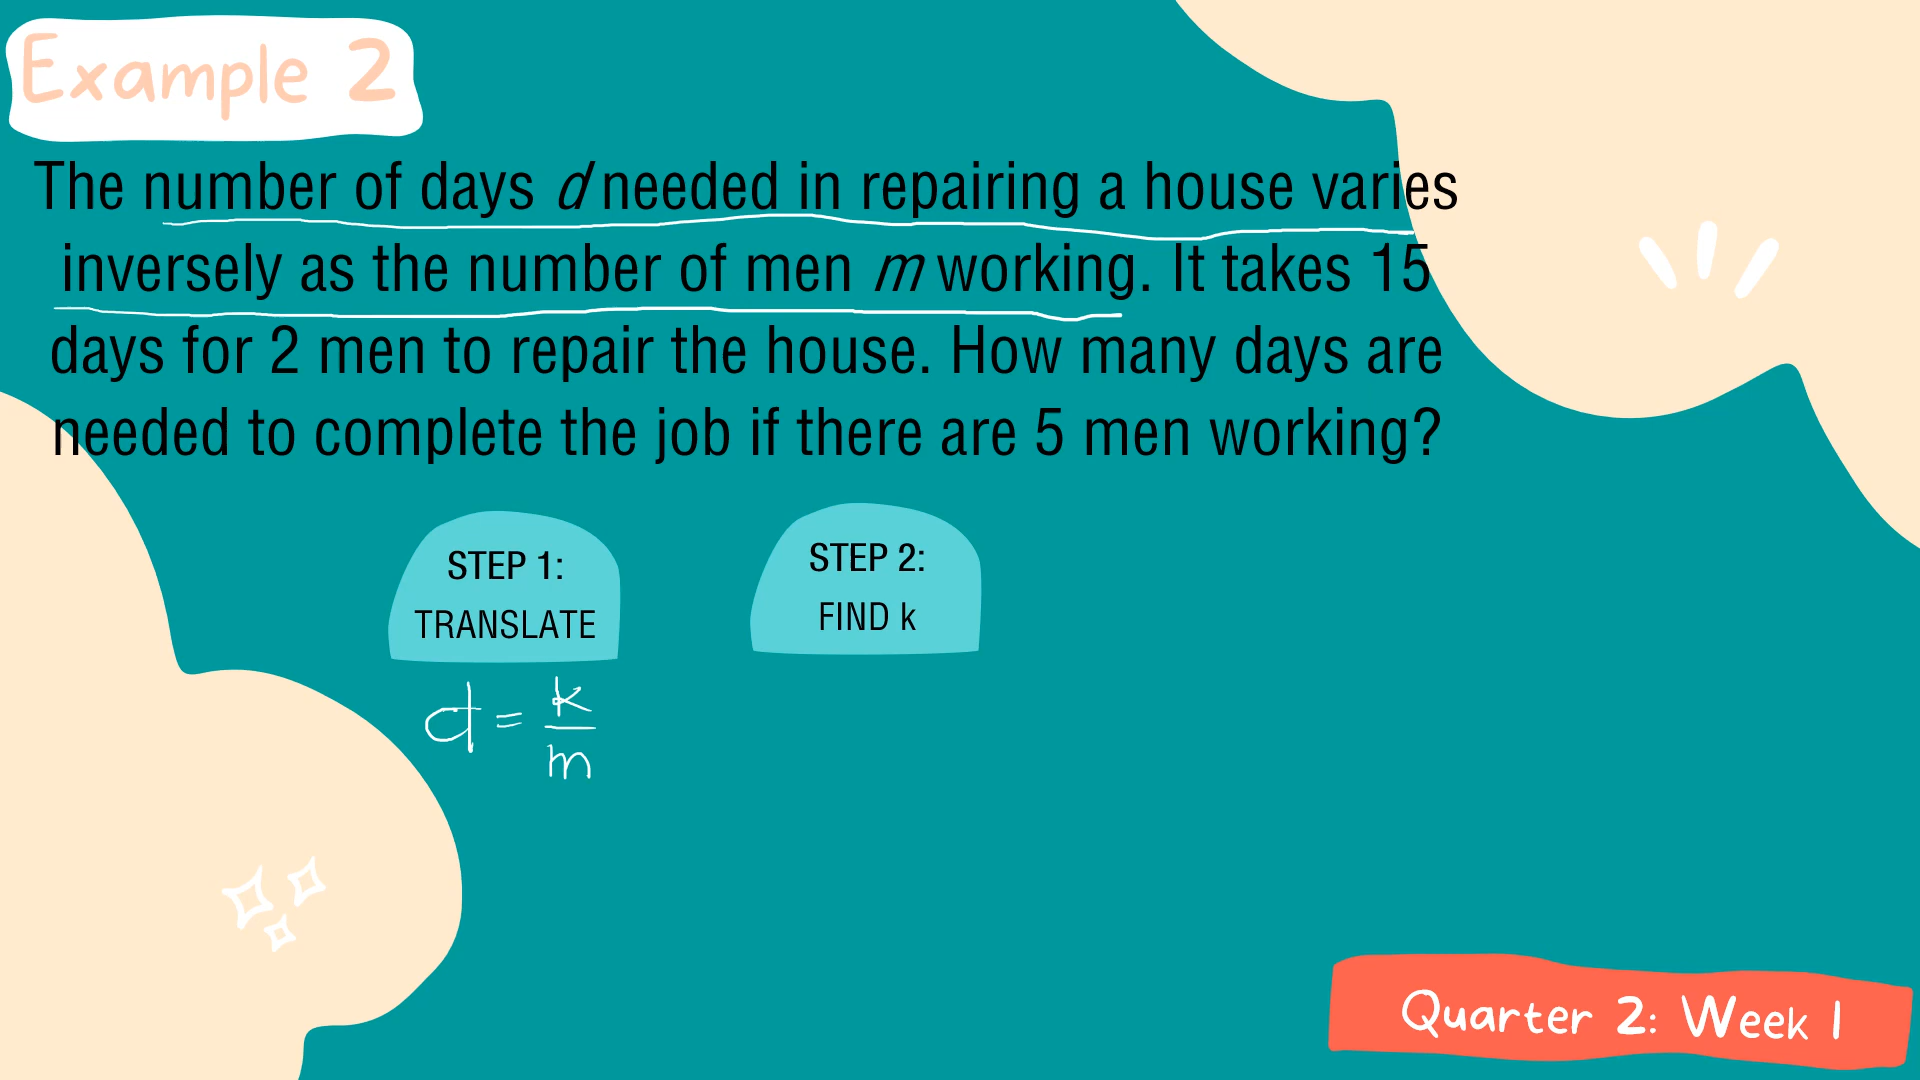 Example 2
The number of days d needed in repairing a house varies
inversely as the number of men m working. It takes 15
days for 2 men to repair the house. How many days are
needed to complete the job if there are 5 men working?
STEP 1:
TRANSLATE
d = k/m
STEP 2:
FIND k
Quarter 2: Week 1